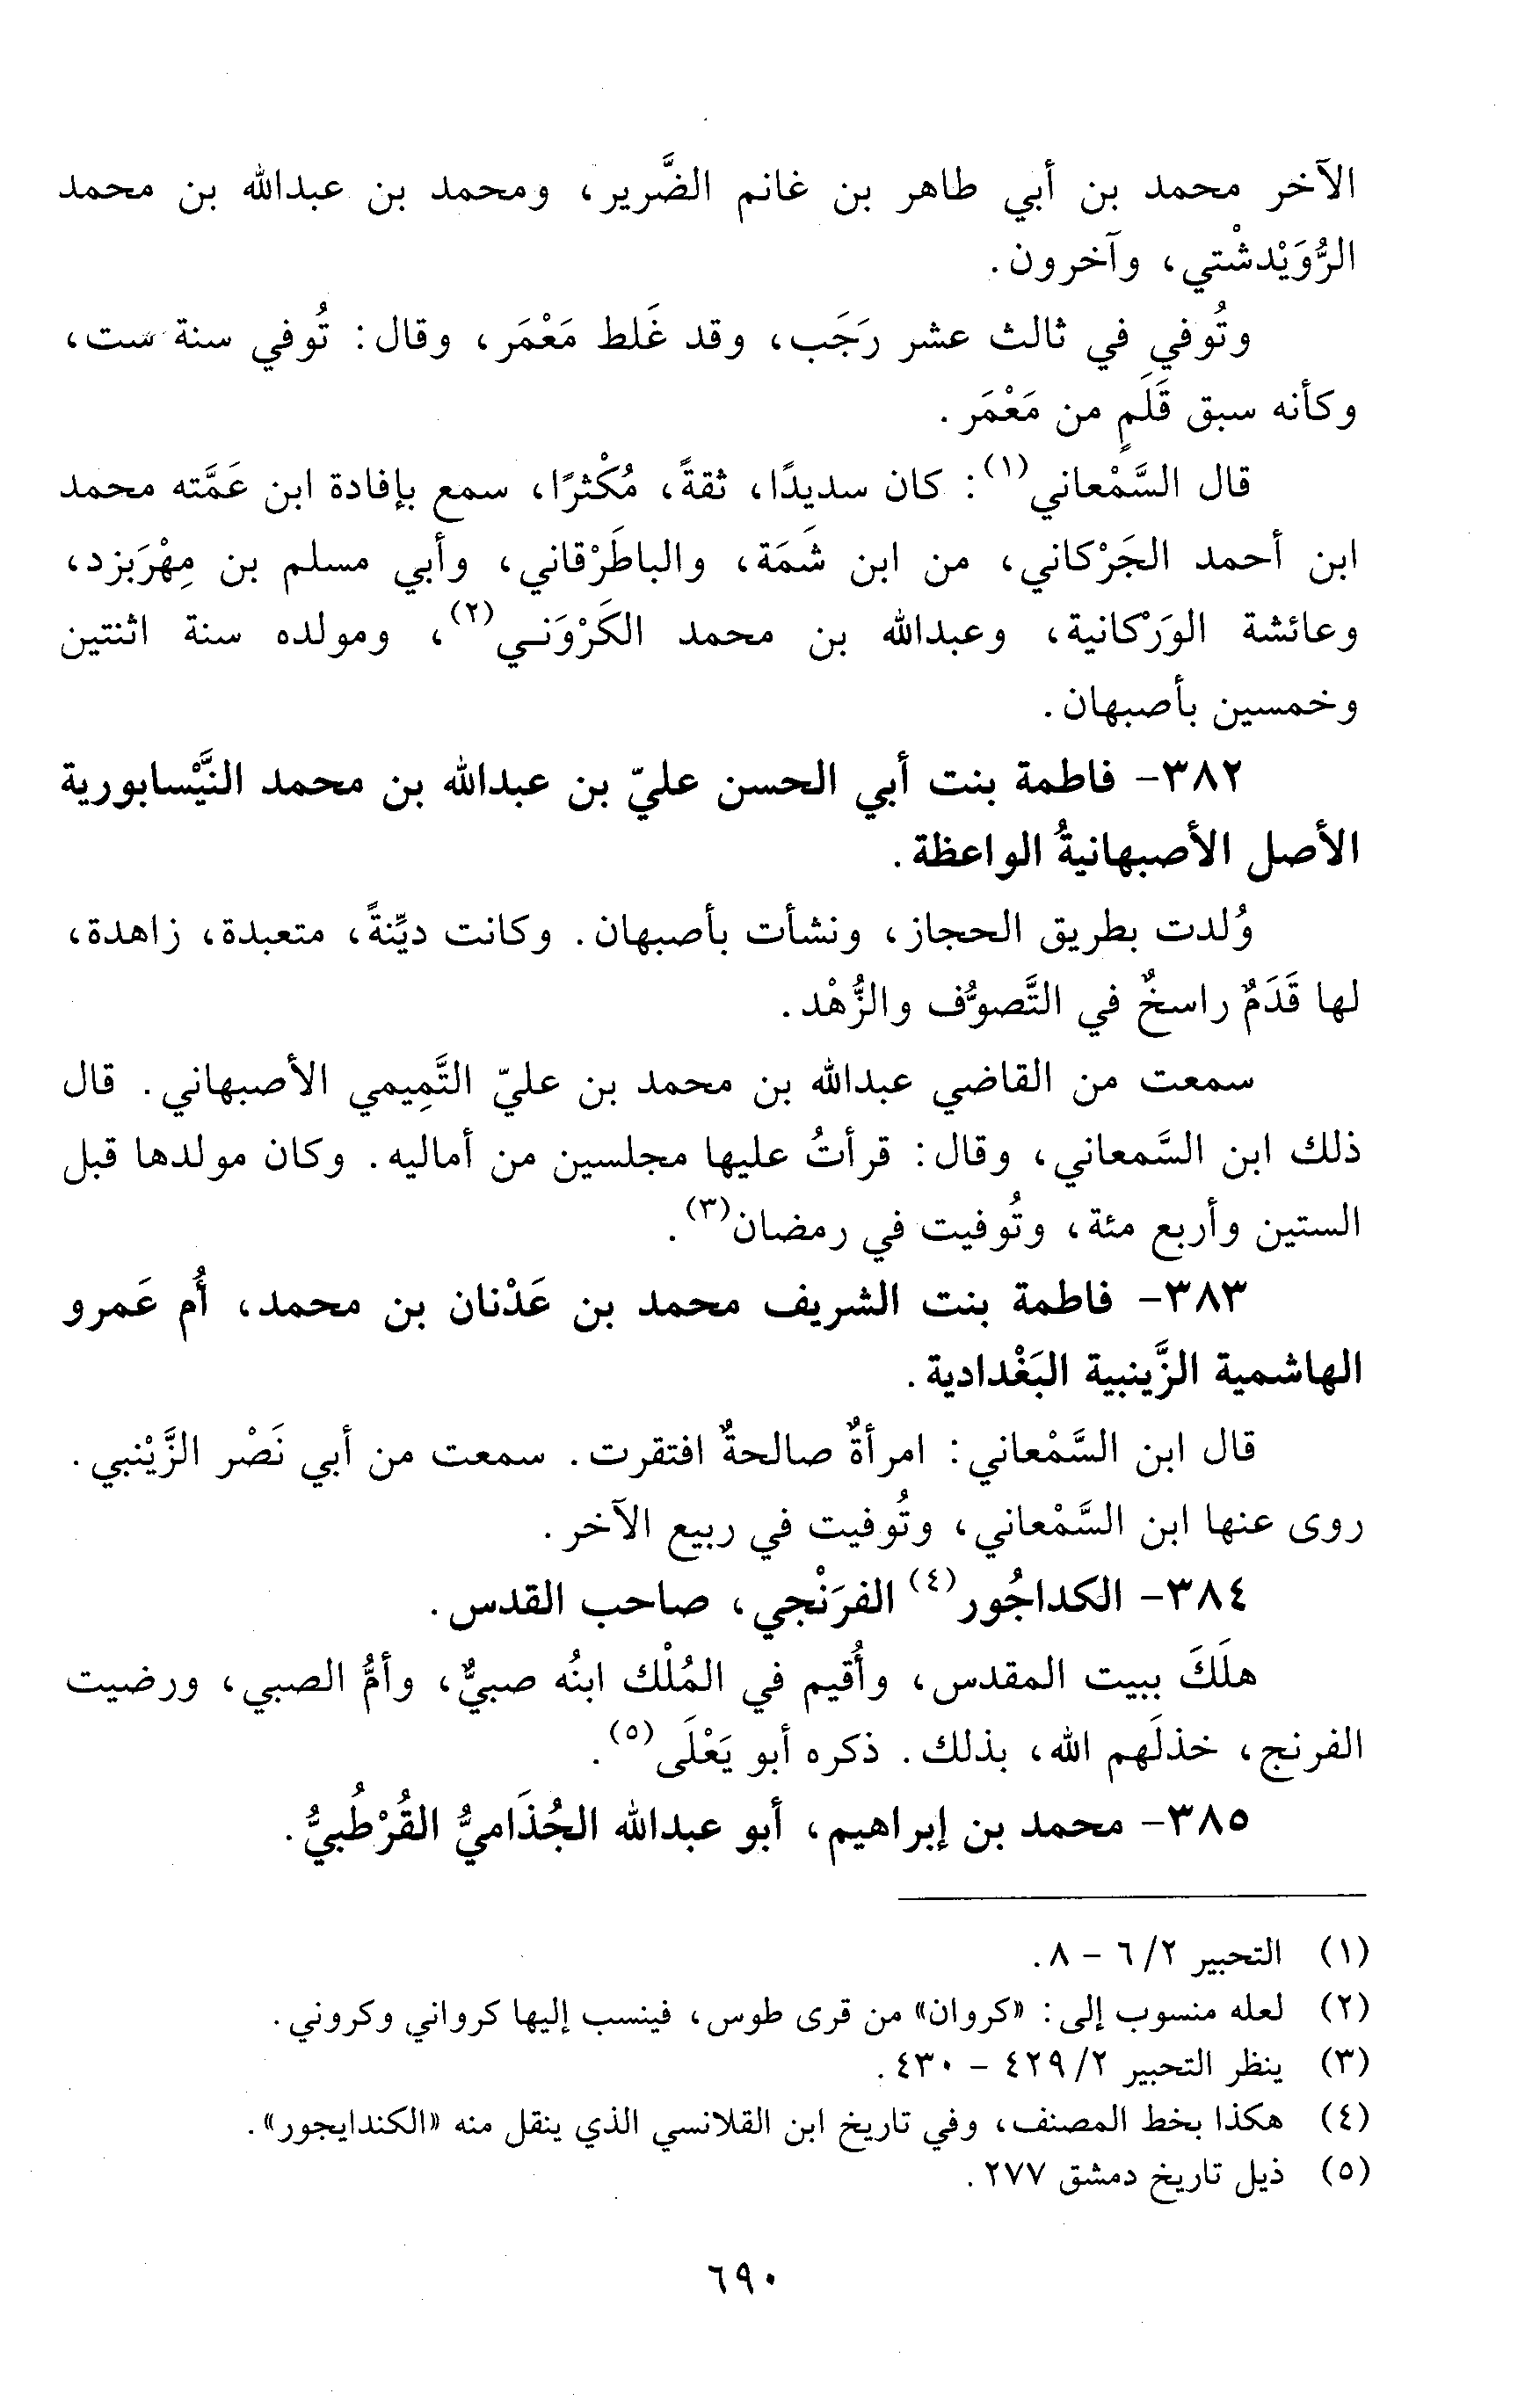 الآخر محمد بن أبي طاهر بن غانم الضَّرير، ومحمد بن عبدالله بن محمد
الرُّوَيْدشْتي، وآخرون.
وتُوفي في ثالث عشر رَجَب، وقد غَلط مَعْمَر، وقال: تُوفي سنة ست،
وكأنه سبق قَلَمٍ من مَعْمَر.
قال السَّمْعاني(١): كان سديدًا، ثقةً، مُكْثرًا، سمع بإفادة ابن عَمَّته محمد
ابن أحمد الجَرْكاني، من ابن شَمَة، والباطَرْقاني، وأبي مسلم بن مِهْرَبزد،
وعائشة الوَرْكانية، وعبدالله بن محمد الكَرْوَنـي(٢)، ومولده سنة اثنتين
وخمسين بأصبهان.
٣٨٢- فاطمة بنت أبي الحسن عليّ بن عبدالله بن محمد النَّيْسابورية
الأصل الأصبهانيةُ الواعظة.
وُلدت بطريق الحجاز، ونشأت بأصبهان. وكانت ديِّنةً، متعبدة، زاهدة،
لها قَدَمٌ راسخٌ في التَّصوُّف والزُّهْد.
سمعت من القاضي عبدالله بن محمد بن عليّ التَّمِيمي الأصبهاني. قال
ذلك ابن السَّمعاني، وقال: قرأتُ عليها مجلسين من أماليه. وكان مولدها قبل
الستين وأربع مئة، وتُوفيت في رمضان(٣).
٣٨٣- فاطمة بنت الشريف محمد بن عَدْنان بن محمد، أُم عَمرو
الهاشمية الزَّينبية البَغْدادية.
قال ابن السَّمْعاني: امرأةٌ صالحةٌ افتقرت. سمعت من أبي نَصْر الزَّيْنبي.
روى عنها ابن السَّمْعاني، وتُوفيت في ربيع الآخر.
٣٨٤- الكداجُور(٤) الفرَنْجي، صاحب القدس.
هلَكَ ببيت المقدس، وأُقيم في المُلْك ابنُه صبيٌّ، وأمُّ الصبي، ورضيت
الفرنج، خذلَهم الله، بذلك. ذكره أبو يَعْلَى(٥).
٣٨٥- محمد بن إبراهيم، أبو عبدالله الجُذَاميُّ القُرْطُبيُّ.
(١) التحبير ٢/ ٦ - ٨.
(٢) لعله منسوب إلى: «كروان» من قرى طوس، فينسب إليها كرواني وكروني.
(٣) ينظر التحبير ٢/ ٤٢٩ - ٤٣٠.
(٤) هكذا بخط المصنف، وفي تاريخ ابن القلانسي الذي ينقل منه «الكندايجور».
(٥) ذيل تاريخ دمشق ٢٧٧.
٦٩٠